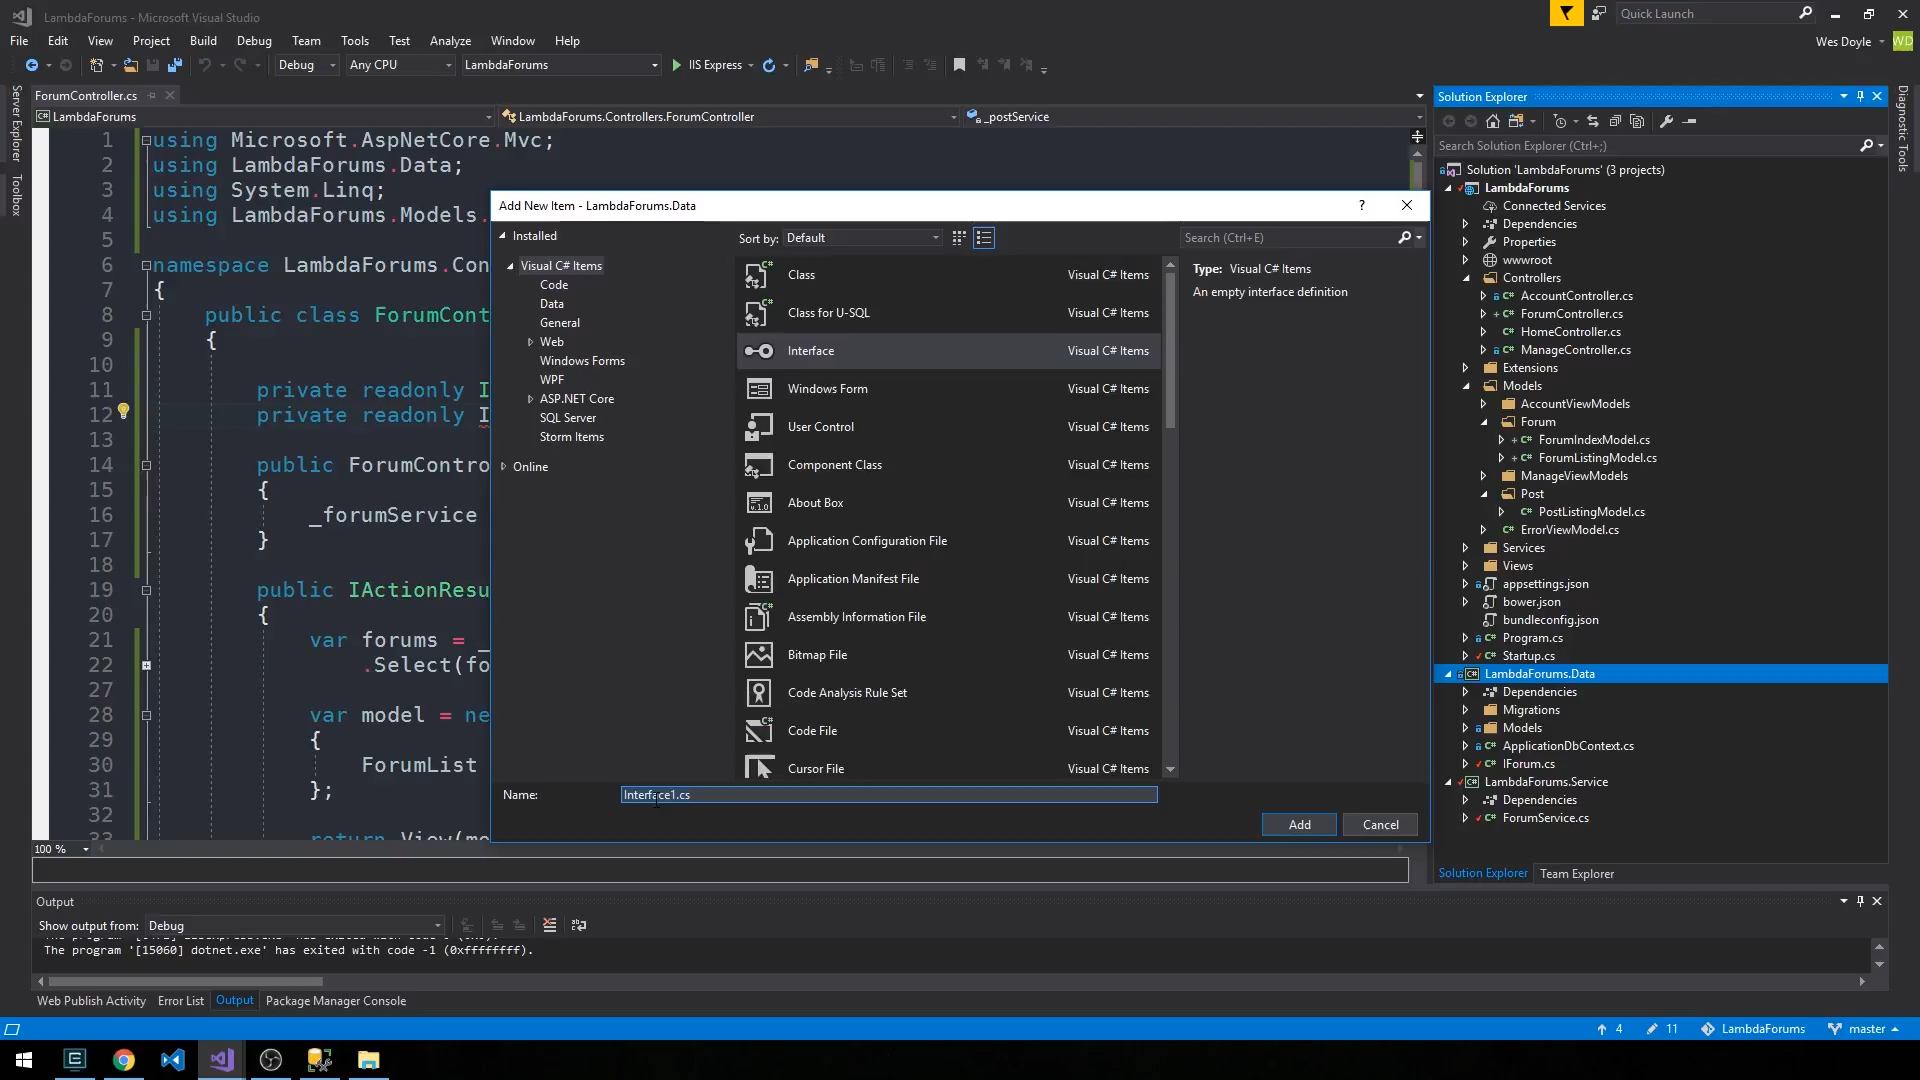 LambdaForums - Microsoft Visual Studio
Quick Launch
File Edit View Project Build Debug Team Tools Test Analyze Window Help
Wes Doyle WD
Debug Any CPU LambdaForums IIS Express
Server Explorer
Toolbox
ForumController.cs
LambdaForums LambdaForums.Controllers.ForumController _postService
1 using Microsoft.AspNetCore.Mvc;
2 using LambdaForums.Data;
3 using System.Linq;
4 using LambdaForums.Models.
5
6 namespace LambdaForums.Con
7 {
8 public class ForumCont
9 {
10
11 private readonly I
12 private readonly I
13
14 public ForumContro
15 {
16 _forumService
17 }
18
19 public IActionResu
20 {
21 var forums = _
22 .Select(fo
27
28 var model = ne
29 {
30 ForumList
31 };
32
33 return View(mo
100 %
Add New Item - LambdaForums.Data
?
Installed
Visual C# Items
Code
Data
General
Web
Windows Forms
WPF
ASP.NET Core
SQL Server
Storm Items
Online
Sort by: Default
Search (Ctrl+E)
Class Visual C# Items
Class for U-SQL Visual C# Items
Interface Visual C# Items
Windows Form Visual C# Items
User Control Visual C# Items
Component Class Visual C# Items
About Box Visual C# Items
Application Configuration File Visual C# Items
Application Manifest File Visual C# Items
Assembly Information File Visual C# Items
Bitmap File Visual C# Items
Code Analysis Rule Set Visual C# Items
Code File Visual C# Items
Cursor File Visual C# Items
Type: Visual C# Items
An empty interface definition
Name: Interface1.cs
Add Cancel
Solution Explorer
Search Solution Explorer (Ctrl+;)
Solution 'LambdaForums' (3 projects)
LambdaForums
Connected Services
Dependencies
Properties
wwwroot
Controllers
C# AccountController.cs
C# ForumController.cs
C# HomeController.cs
C# ManageController.cs
Extensions
Models
AccountViewModels
Forum
C# ForumIndexModel.cs
C# ForumListingModel.cs
ManageViewModels
Post
C# PostListingModel.cs
C# ErrorViewModel.cs
Services
Views
appsettings.json
bower.json
bundleconfig.json
C# Program.cs
C# Startup.cs
C# LambdaForums.Data
Dependencies
Migrations
Models
C# ApplicationDbContext.cs
C# IForum.cs
C# LambdaForums.Service
Dependencies
C# ForumService.cs
Solution Explorer Team Explorer
Diagnostic Tools
Output
Show output from: Debug
The program '[15060] dotnet.exe' has exited with code -1 (0xffffffff).
Web Publish Activity Error List Output Package Manager Console
4 11 LambdaForums master